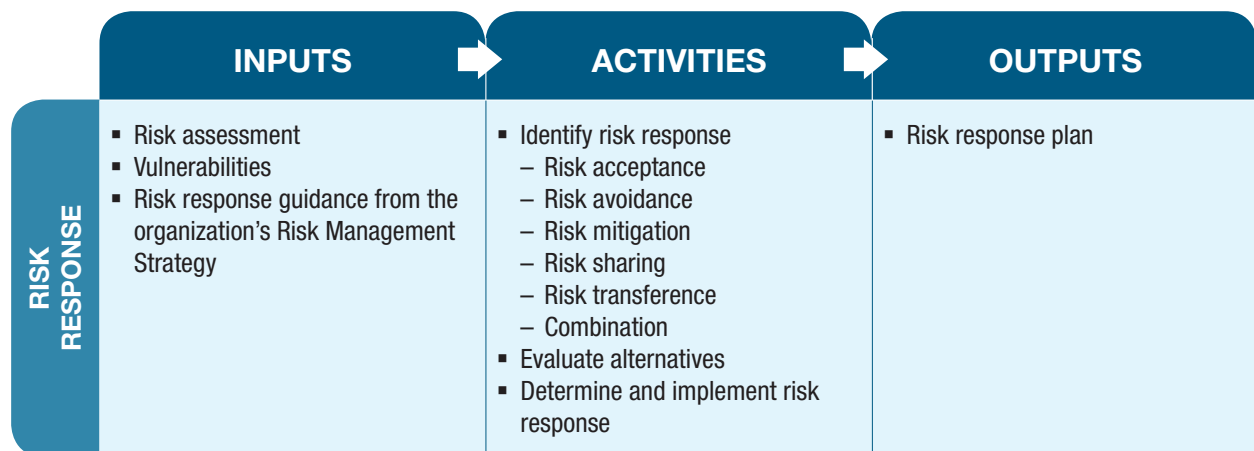 INPUTS
ACTIVITIES
OUTPUTS
RISK
RESPONSE
▪ Risk assessment
▪ Vulnerabilities
▪ Risk response guidance from the
organization’s Risk Management
Strategy
▪ Identify risk response
– Risk acceptance
– Risk avoidance
– Risk mitigation
– Risk sharing
– Risk transference
– Combination
▪ Evaluate alternatives
▪ Determine and implement risk
response
▪ Risk response plan